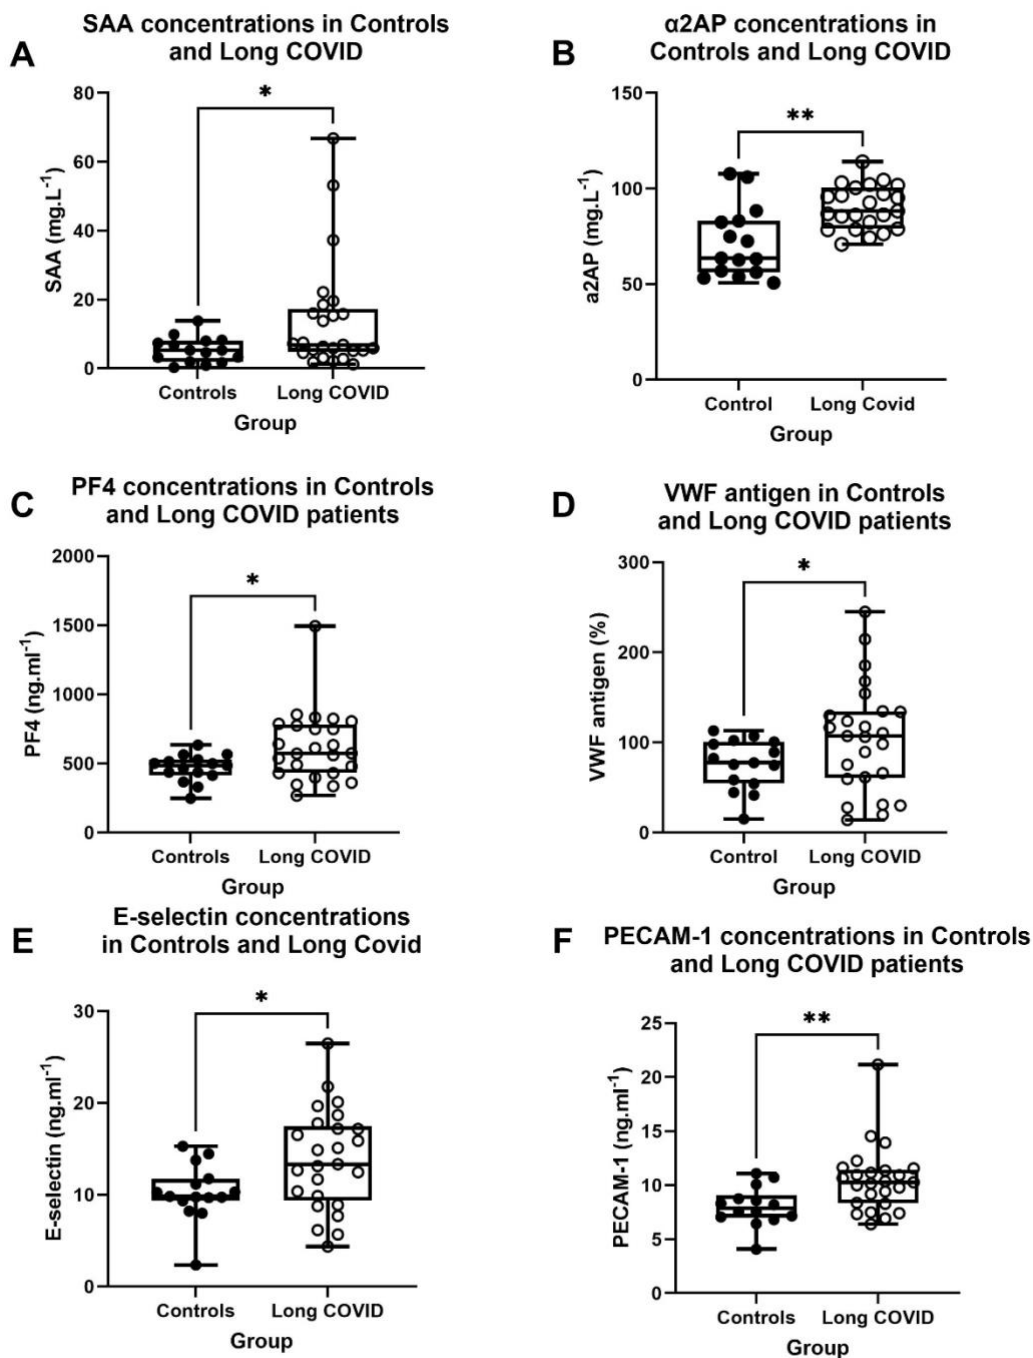 A
SAA concentrations in Controls
and Long COVID
SAA (mg.L-1)
80
60
40
20
0
*
Controls
Long COVID
Group
B
α2AP concentrations in
Controls and Long COVID
a2AP (mg.L-1)
150
100
50
0
**
Control
Long Covid
Group
C
PF4 concentrations in Controls
and Long COVID patients
PF4 (ng.ml-1)
2000
1500
1000
500
0
*
Controls
Long COVID
Group
D
VWF antigen in Controls
and Long COVID patients
VWF antigen (%)
300
200
100
0
*
Control
Long COVID
Group
E
E-selectin concentrations
in Controls and Long Covid
E-selectin (ng.ml-1)
30
20
10
0
*
Controls
Long COVID
Group
F
PECAM-1 concentrations in Controls
and Long COVID patients
PECAM-1 (ng.ml-1)
25
20
15
10
5
0
**
Controls
Long COVID
Group